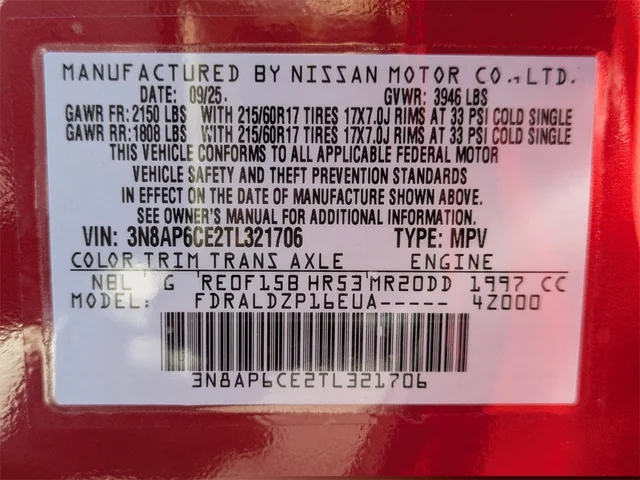 MANUFACTURED BY NISSAN MOTOR CO.,LTD.
DATE: 09/25. GVWR: 3946 LBS
GAWR FR: 2150 LBS WITH 215/60R17 TIRES 17X7.0J RIMS AT 33 PSI COLD SINGLE
GAWR RR: 1808 LBS WITH 215/60R17 TIRES 17X7.0J RIMS AT 33 PSI COLD SINGLE
THIS VEHICLE CONFORMS TO ALL APPLICABLE FEDERAL MOTOR
VEHICLE SAFETY AND THEFT PREVENTION STANDARDS
IN EFFECT ON THE DATE OF MANUFACTURE SHOWN ABOVE.
SEE OWNER'S MANUAL FOR ADDITIONAL INFORMATION.
VIN: 3N8AP6CE2TL321706 TYPE: MPV
COLOR TRIM TRANS AXLE ENGINE
NBL G RE0F15B HR53 MR20DD 1997 CC
MODEL: FDRALDZP16EUA----- 4Z000
3N8AP6CE2TL321706